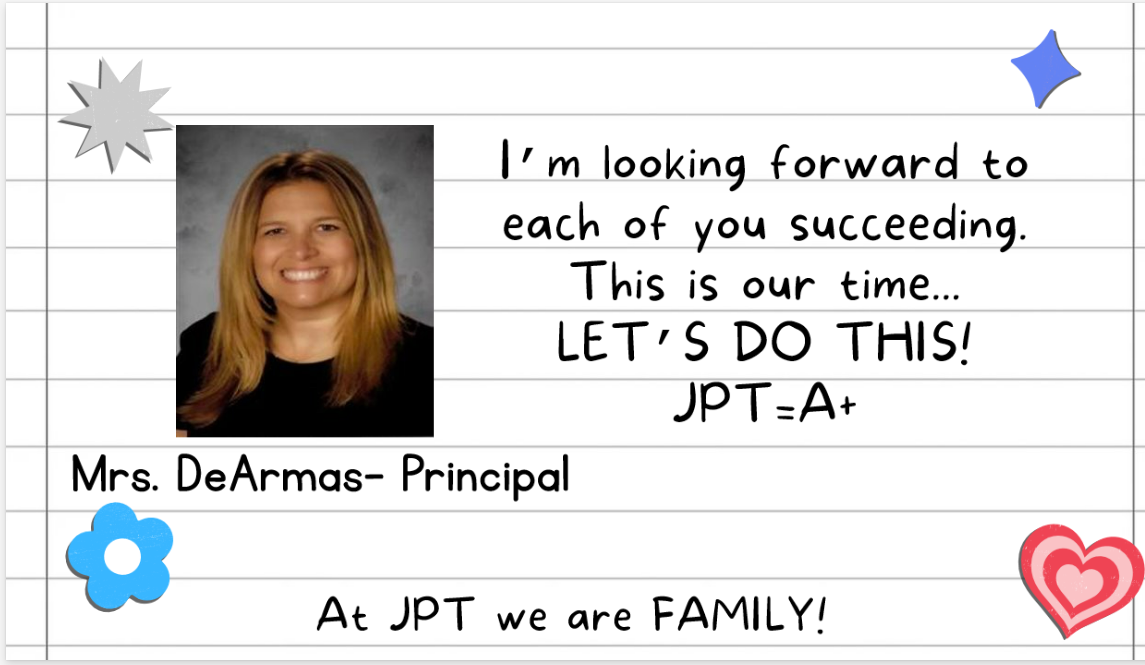 I'm looking forward to
each of you succeeding.
This is our time...
LET'S DO THIS!
JPT=A+
Mrs. DeArmas- Principal
At JPT we are FAMILY!